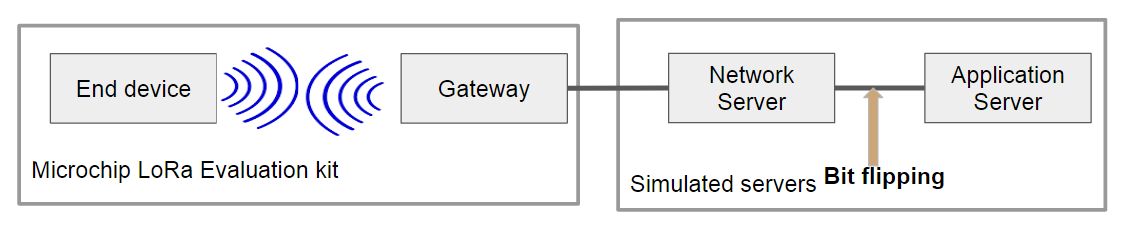 End device
Gateway
Network
Server
Application
Server
Microchip LoRa Evaluation kit
Simulated servers
Bit flipping